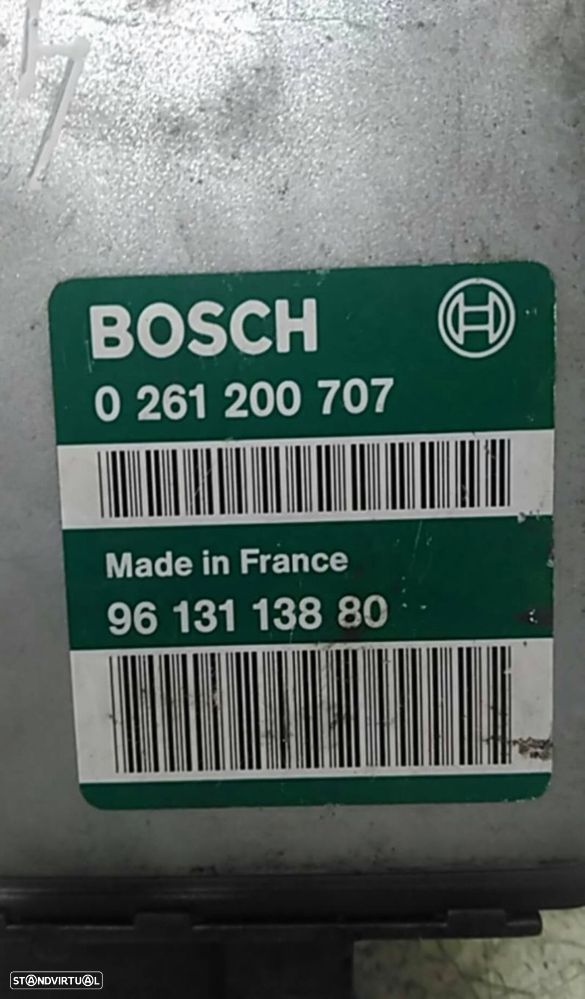 BOSCH
0 261 200 707
Made in France
96 131 138 80
STANDVIRTUAL